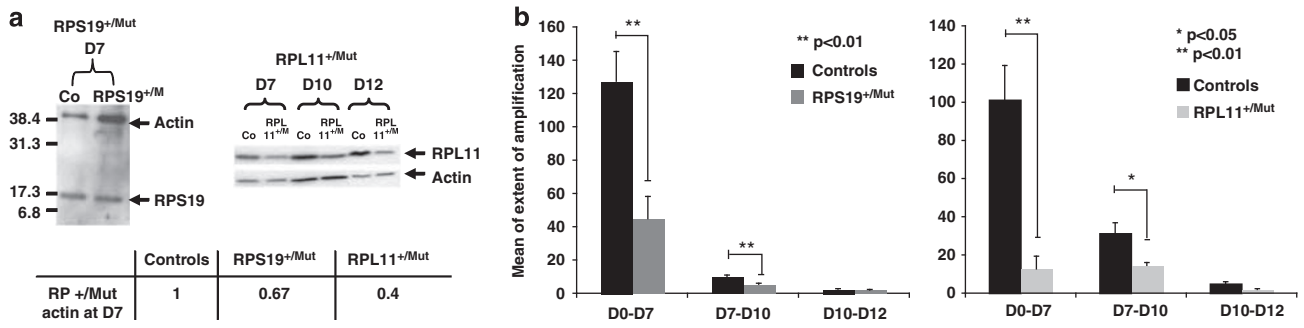 a
RPS19+/Mut
D7
Co RPS19+/M
38.4
31.3
17.3
6.8
Actin
RPS19
RPL11+/Mut
D7 D10 D12
Co RPL 11+/M Co RPL 11+/M Co RPL 11+/M
RPL11
Actin
Controls RPS19+/Mut RPL11+/Mut
RP +/Mut actin at D7 1 0.67 0.4
b
Mean of extent of amplification
160
140
120
100
80
60
40
20
0
**
**
** p<0.01
Controls
RPS19+/Mut
D0-D7 D7-D10 D10-D12
140
120
100
80
60
40
20
0
**
*
* p<0.05
** p<0.01
Controls
RPL11+/Mut
D0-D7 D7-D10 D10-D12